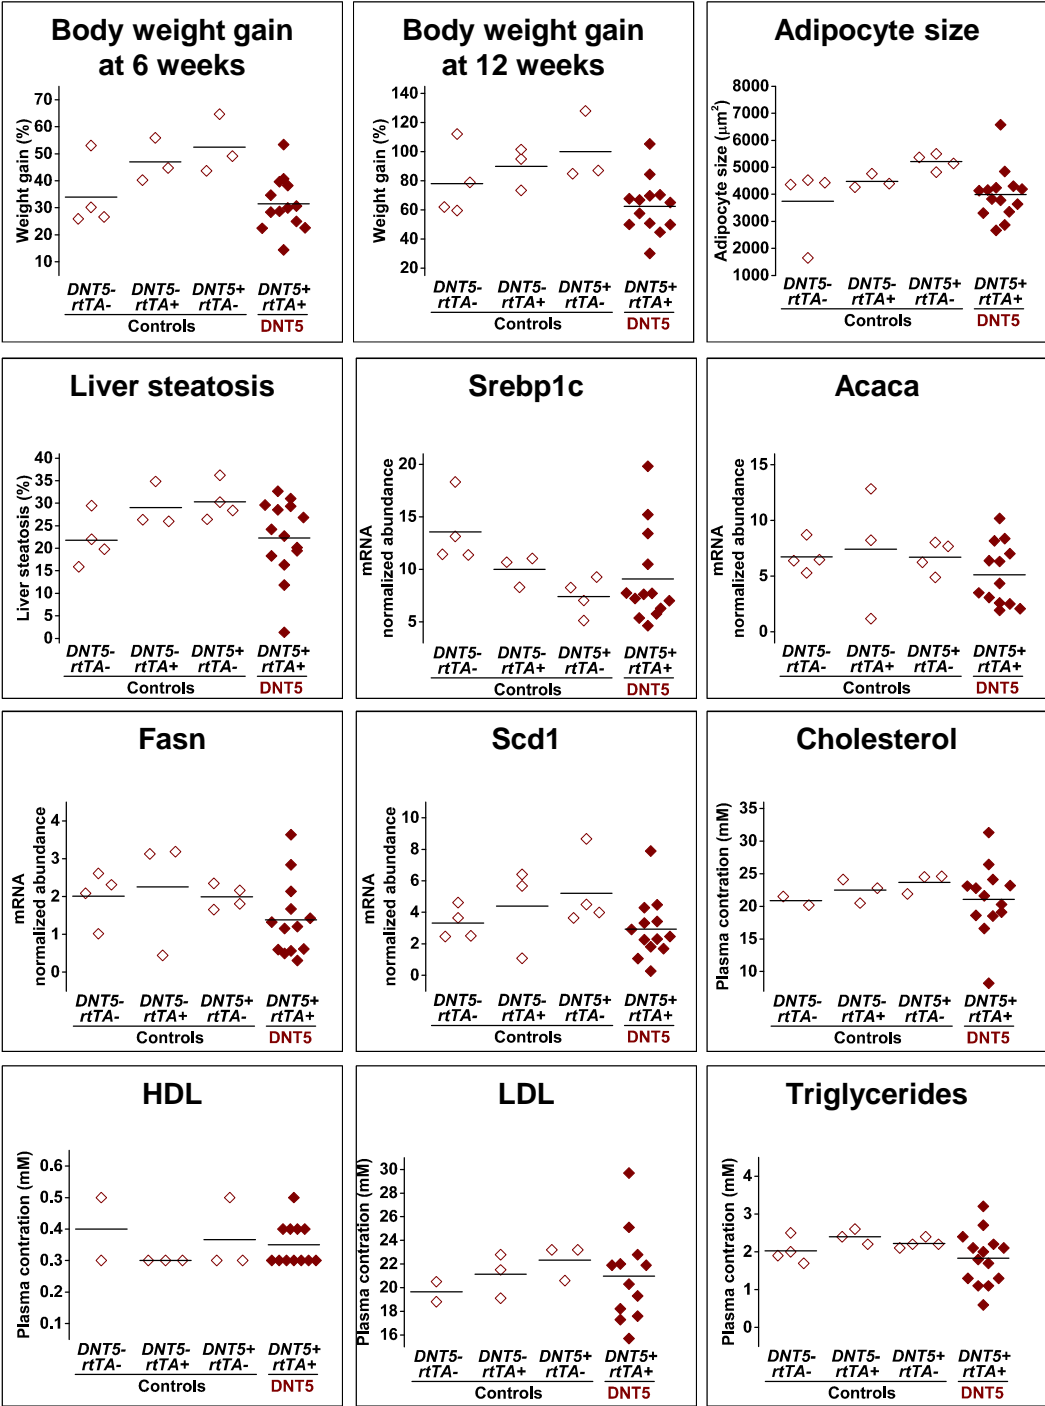 Body weight gain
at 6 weeks
Weight gain (%)
70
60
50
40
30
20
10
DNT5- DNT5- DNT5+ DNT5+
rtTA- rtTA+ rtTA- rtTA+
Controls DNT5
Body weight gain
at 12 weeks
Weight gain (%)
140
120
100
80
60
40
20
DNT5- DNT5- DNT5+ DNT5+
rtTA- rtTA+ rtTA- rtTA+
Controls DNT5
Adipocyte size
Adipocyte size (μm²)
8000
7000
6000
5000
4000
3000
2000
1000
DNT5- DNT5- DNT5+ DNT5+
rtTA- rtTA+ rtTA- rtTA+
Controls DNT5
Liver steatosis
Liver steatosis (%)
40
35
30
25
20
15
10
5
0
DNT5- DNT5- DNT5+ DNT5+
rtTA- rtTA+ rtTA- rtTA+
Controls DNT5
Srebp1c
mRNA
normalized abundance
20
15
10
5
DNT5- DNT5- DNT5+ DNT5+
rtTA- rtTA+ rtTA- rtTA+
Controls DNT5
Acaca
mRNA
normalized abundance
15
10
5
0
DNT5- DNT5- DNT5+ DNT5+
rtTA- rtTA+ rtTA- rtTA+
Controls DNT5
Fasn
mRNA
normalized abundance
4
3
2
1
0
DNT5- DNT5- DNT5+ DNT5+
rtTA- rtTA+ rtTA- rtTA+
Controls DNT5
Scd1
mRNA
normalized abundance
10
8
6
4
2
0
DNT5- DNT5- DNT5+ DNT5+
rtTA- rtTA+ rtTA- rtTA+
Controls DNT5
Cholesterol
Plasma contration (mM)
35
30
25
20
15
10
DNT5- DNT5- DNT5+ DNT5+
rtTA- rtTA+ rtTA- rtTA+
Controls DNT5
HDL
Plasma contration (mM)
0.6
0.5
0.4
0.3
0.2
0.1
DNT5- DNT5- DNT5+ DNT5+
rtTA- rtTA+ rtTA- rtTA+
Controls DNT5
LDL
Plasma contration (mM)
30
28
26
24
22
20
18
16
DNT5- DNT5- DNT5+ DNT5+
rtTA- rtTA+ rtTA- rtTA+
Controls DNT5
Triglycerides
Plasma contration (mM)
4
2
0
DNT5- DNT5- DNT5+ DNT5+
rtTA- rtTA+ rtTA- rtTA+
Controls DNT5